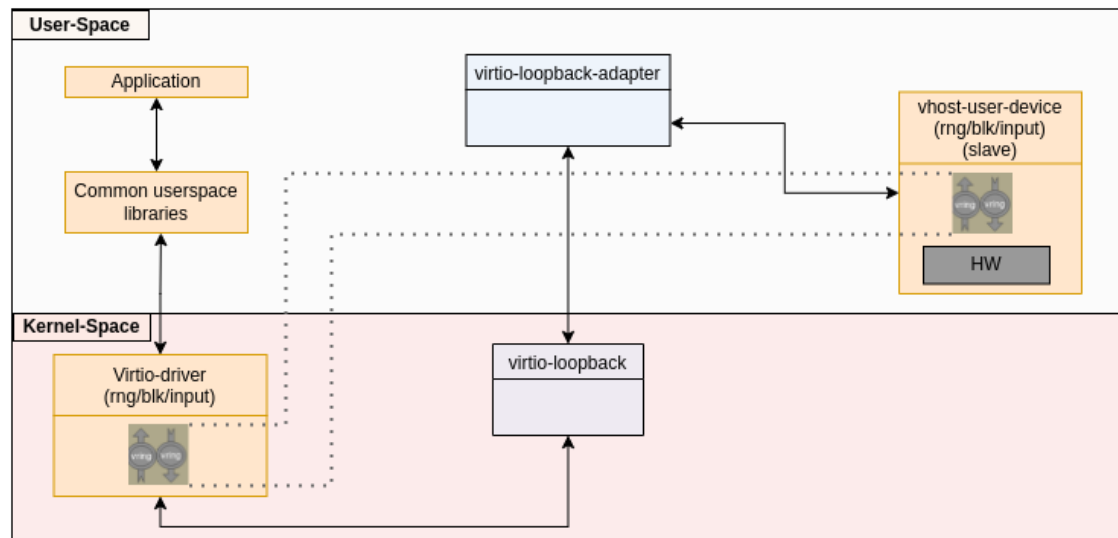 User-Space
Application
Common userspace
libraries
virtio-loopback-adapter
vhost-user-device
(rng/blk/input)
(slave)
vring vring
HW
Kernel-Space
Virtio-driver
(rng/blk/input)
vring vring
virtio-loopback